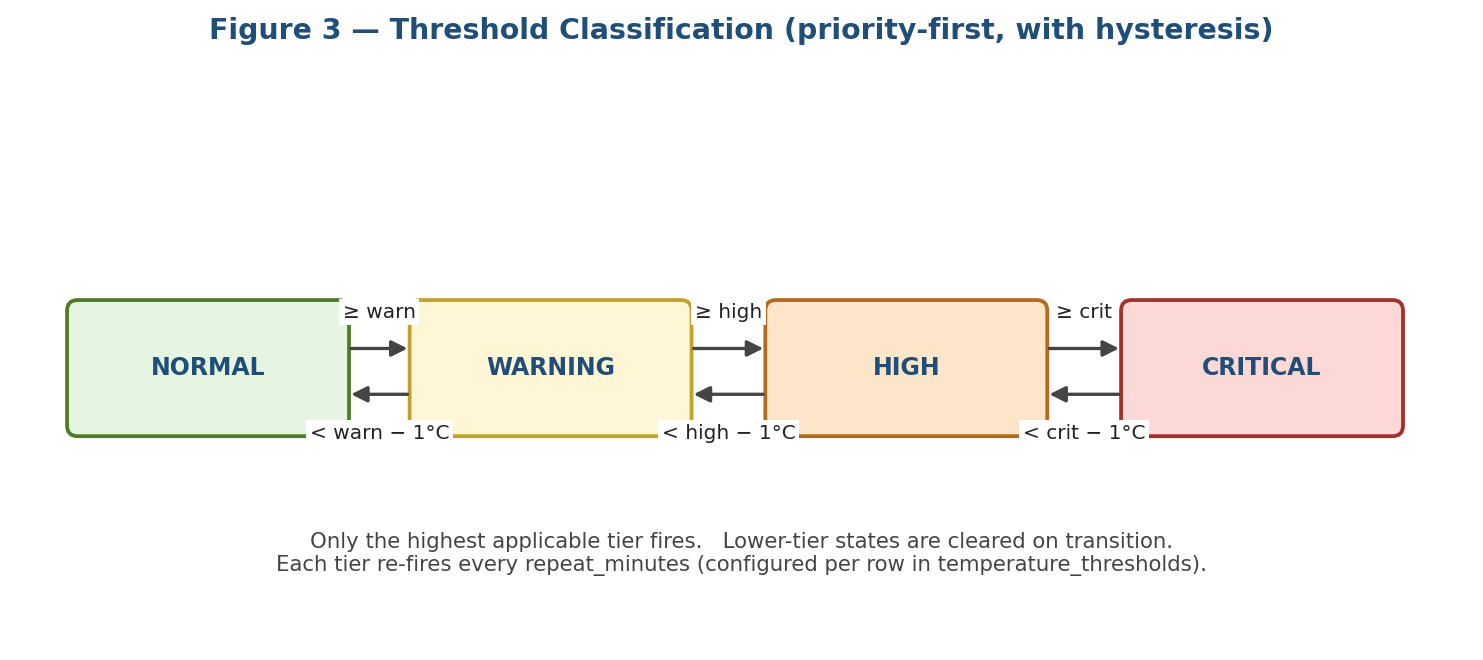 Figure 3 — Threshold Classification (priority-first, with hysteresis)
≥ warn
≥ high
≥ crit
NORMAL
WARNING
HIGH
CRITICAL
< warn − 1°C
< high − 1°C
< crit − 1°C
Only the highest applicable tier fires.   Lower-tier states are cleared on transition.
Each tier re-fires every repeat_minutes (configured per row in temperature_thresholds).